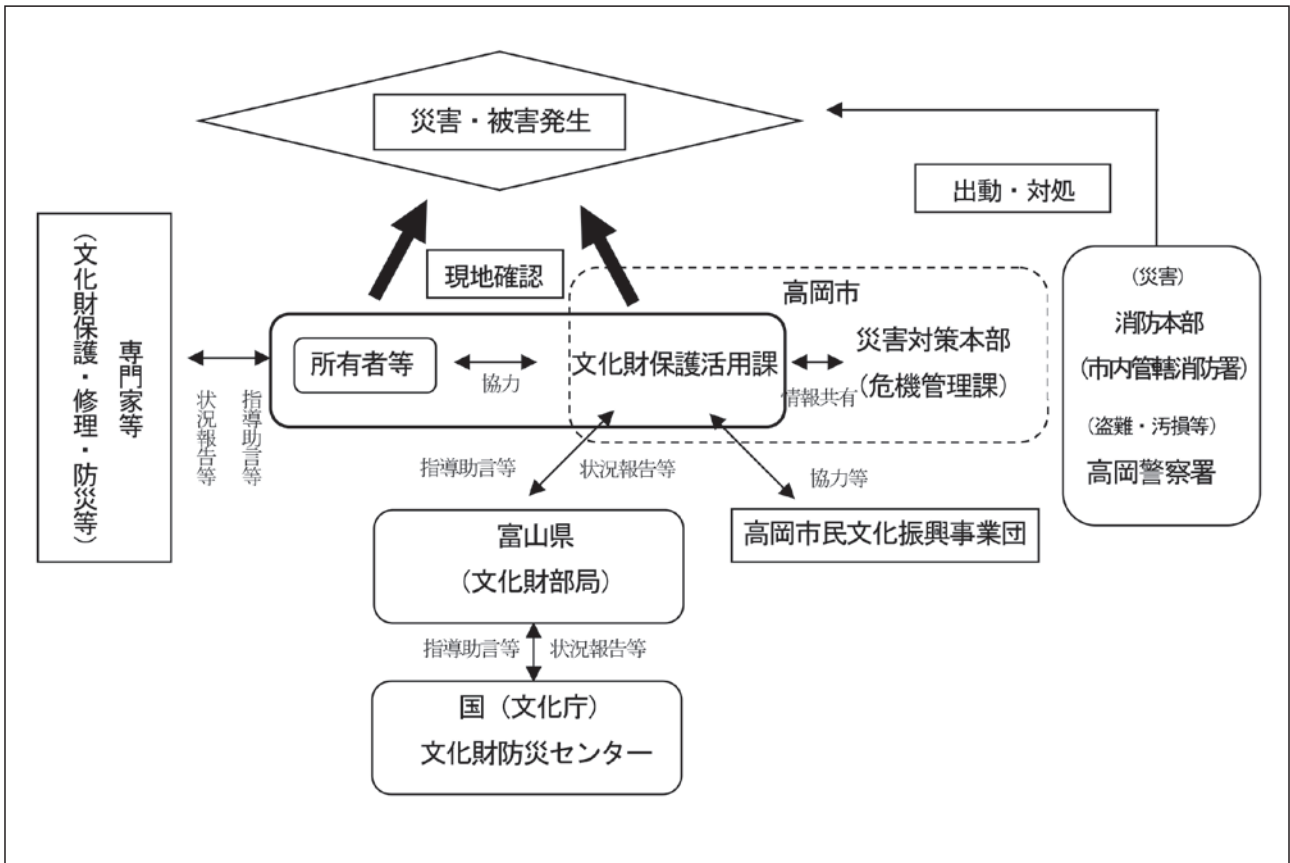 災害・被害発生
出動・対処
現地確認
高岡市
専門家等
(文化財保護・修理・防災等)
状況報告等
指導助言等
所有者等
協力
文化財保護活用課
情報共有
災害対策本部
(危機管理課)
(災害)
消防本部
(市内管轄消防署)
(盗難・汚損等)
高岡警察署
指導助言等
状況報告等
協力等
富山県
(文化財部局)
高岡市民文化振興事業団
指導助言等
状況報告等
国（文化庁）
文化財防災センター